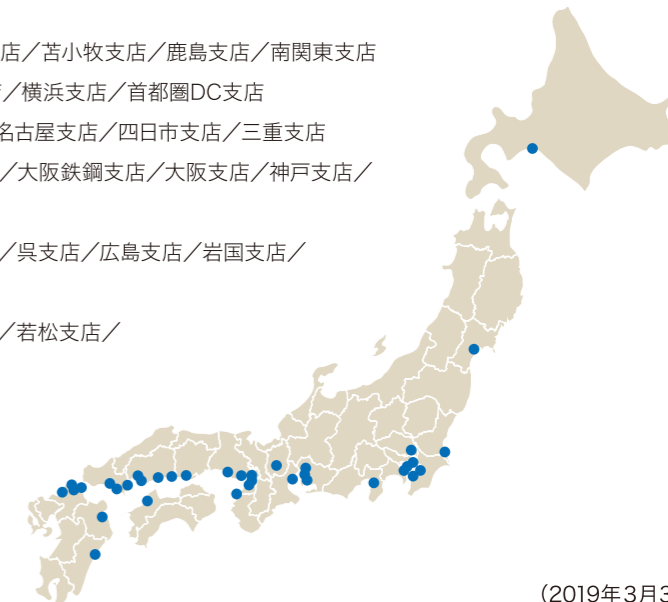 店／苫小牧支店／鹿島支店／南関東支店
／横浜支店／首都圏DC支店
名古屋支店／四日市支店／三重支店
／大阪鉄鋼支店／大阪支店／神戸支店／
／呉支店／広島支店／岩国支店／
／若松支店／
（2019年3月3